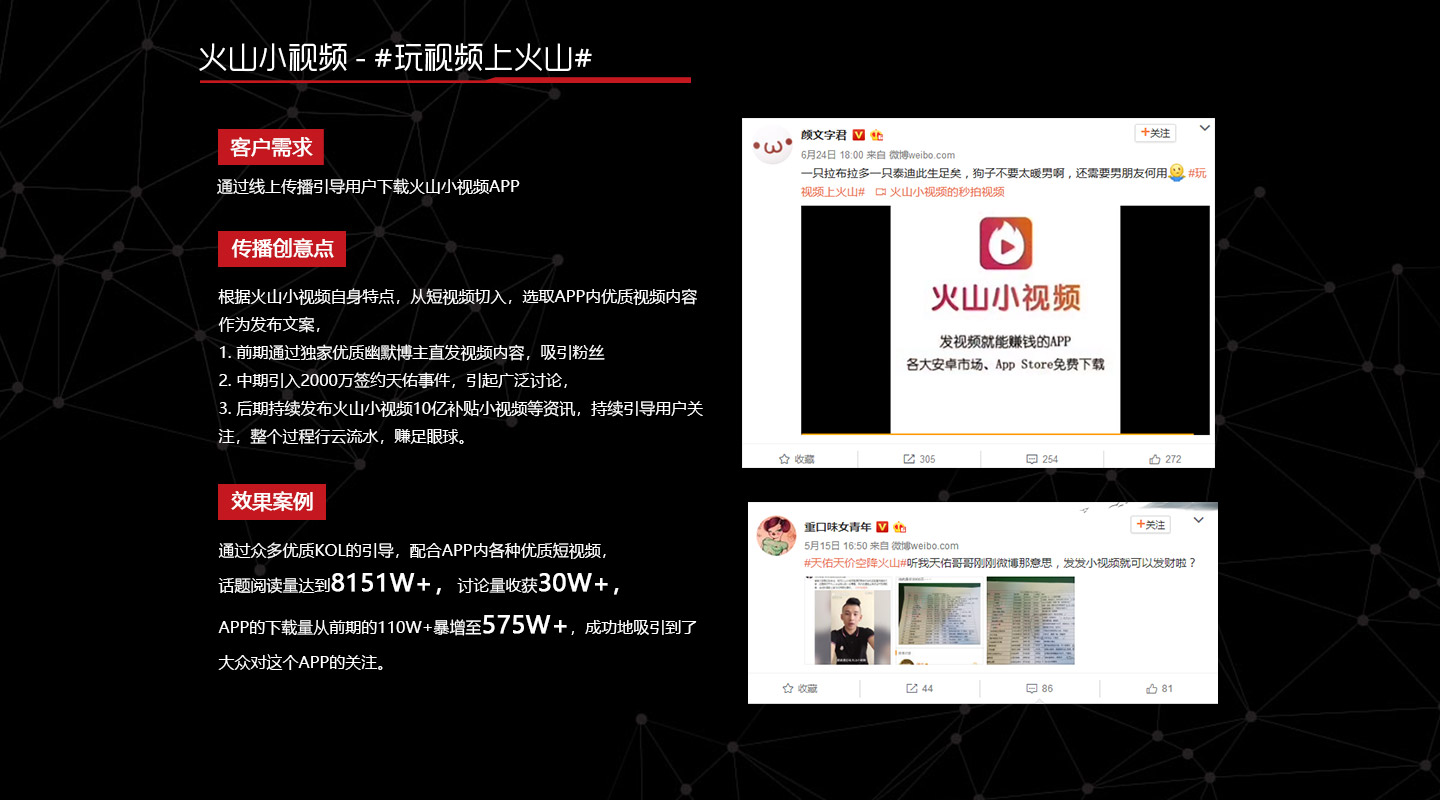 火山小视频 - #玩视频上火山#
客户需求
通过线上传播引导用户下载火山小视频APP
传播创意点
根据火山小视频自身特点，从短视频切入，选取APP内优质视频内容
作为发布文案，
1. 前期通过独家优质幽默博主直发视频内容，吸引粉丝
2. 中期引入2000万签约天佑事件，引起广泛讨论，
3. 后期持续发布火山小视频10亿补贴小视频等资讯，持续引导用户关
注，整个过程行云流水，赚足眼球。
效果案例
通过众多优质KOL的引导，配合APP内各种优质短视频，
话题阅读量达到8151W+， 讨论量收获30W+，
APP的下载量从前期的110W+暴增至575W+，成功地吸引到了
大众对这个APP的关注。
颜文字君
+关注
6月24日 18:00 来自 微博weibo.com
一只拉布拉多一只泰迪此生足矣，狗子不要太暖男啊，还需要男朋友何用 #玩
视频上火山# 火山小视频的秒拍视频
火山小视频
发视频就能赚钱的APP
各大安卓市场、App Store免费下载
收藏 305 254 272
重口味女青年
+关注
5月15日 16:50 来自 微博weibo.com
#天佑天价空降火山#听我天佑哥哥刚刚微博那意思，发发小视频就可以发财啦？
收藏 44 86 81